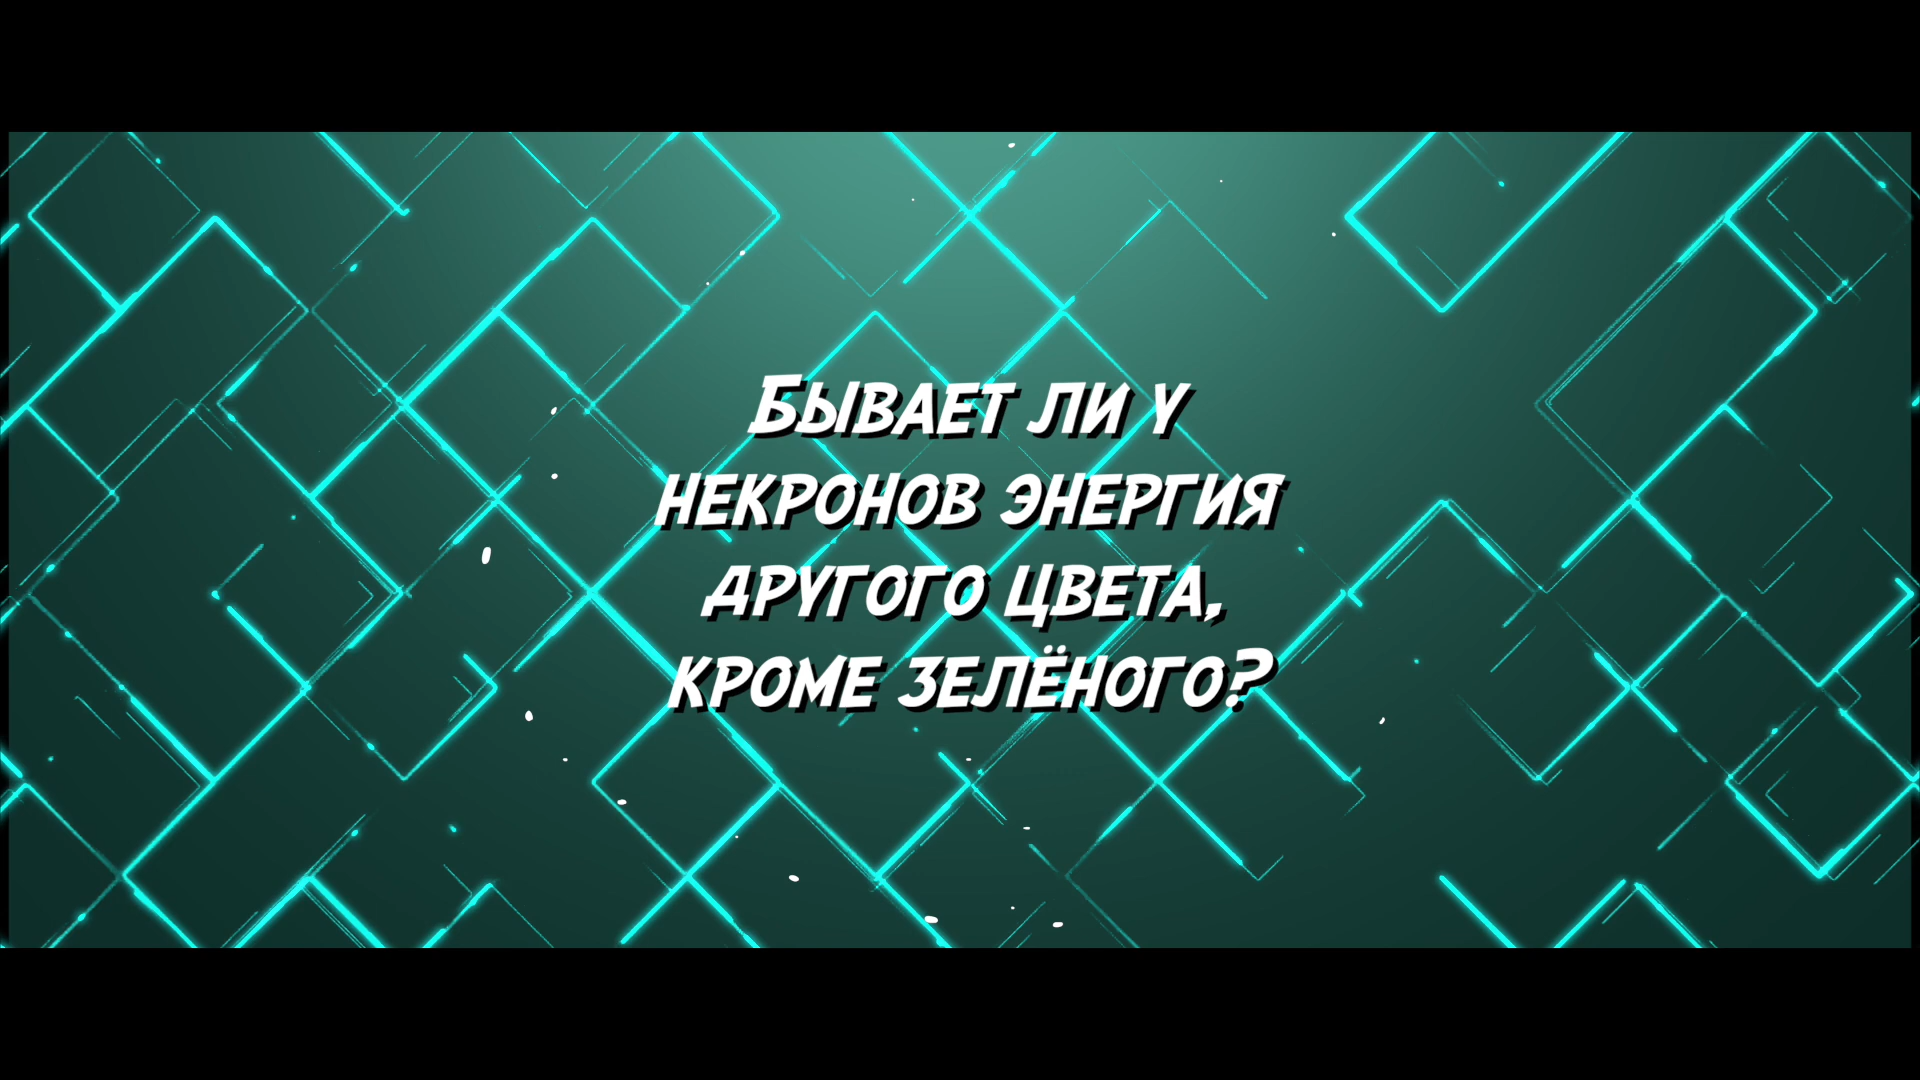 Бывает ли у
некронов энергия
другого цвета,
кроме зелёного?